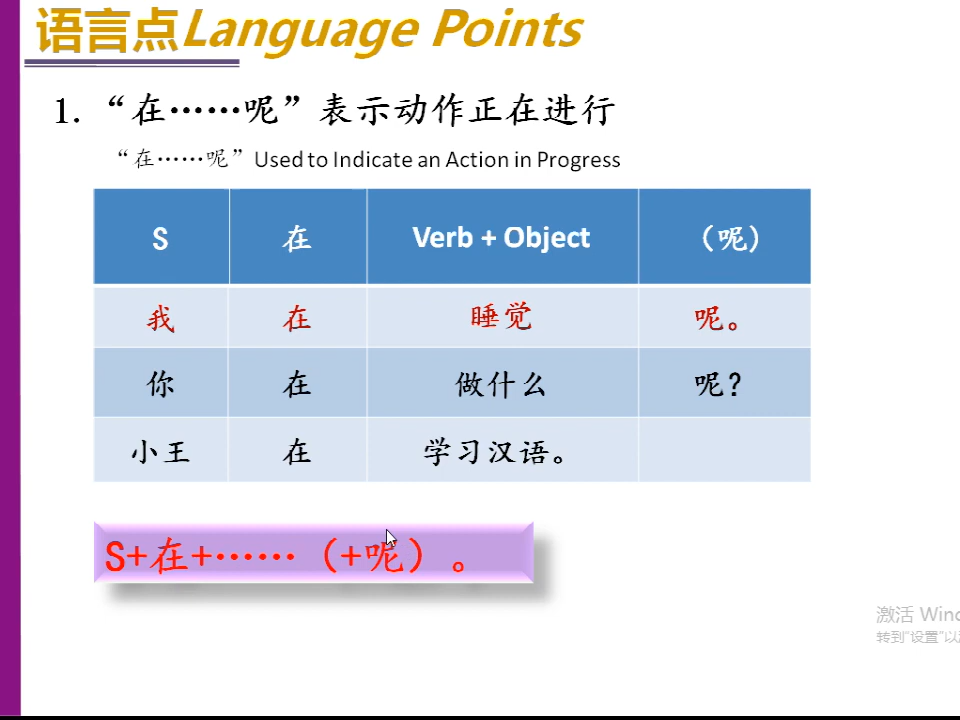 语言点Language Points
1. “在……呢”表示动作正在进行
“在……呢”Used to Indicate an Action in Progress
S 在 Verb + Object （呢）
我 在 睡觉 呢。
你 在 做什么 呢？
小王 在 学习汉语。
S+在+……（+呢）。
激活 Wind
转到“设置”以